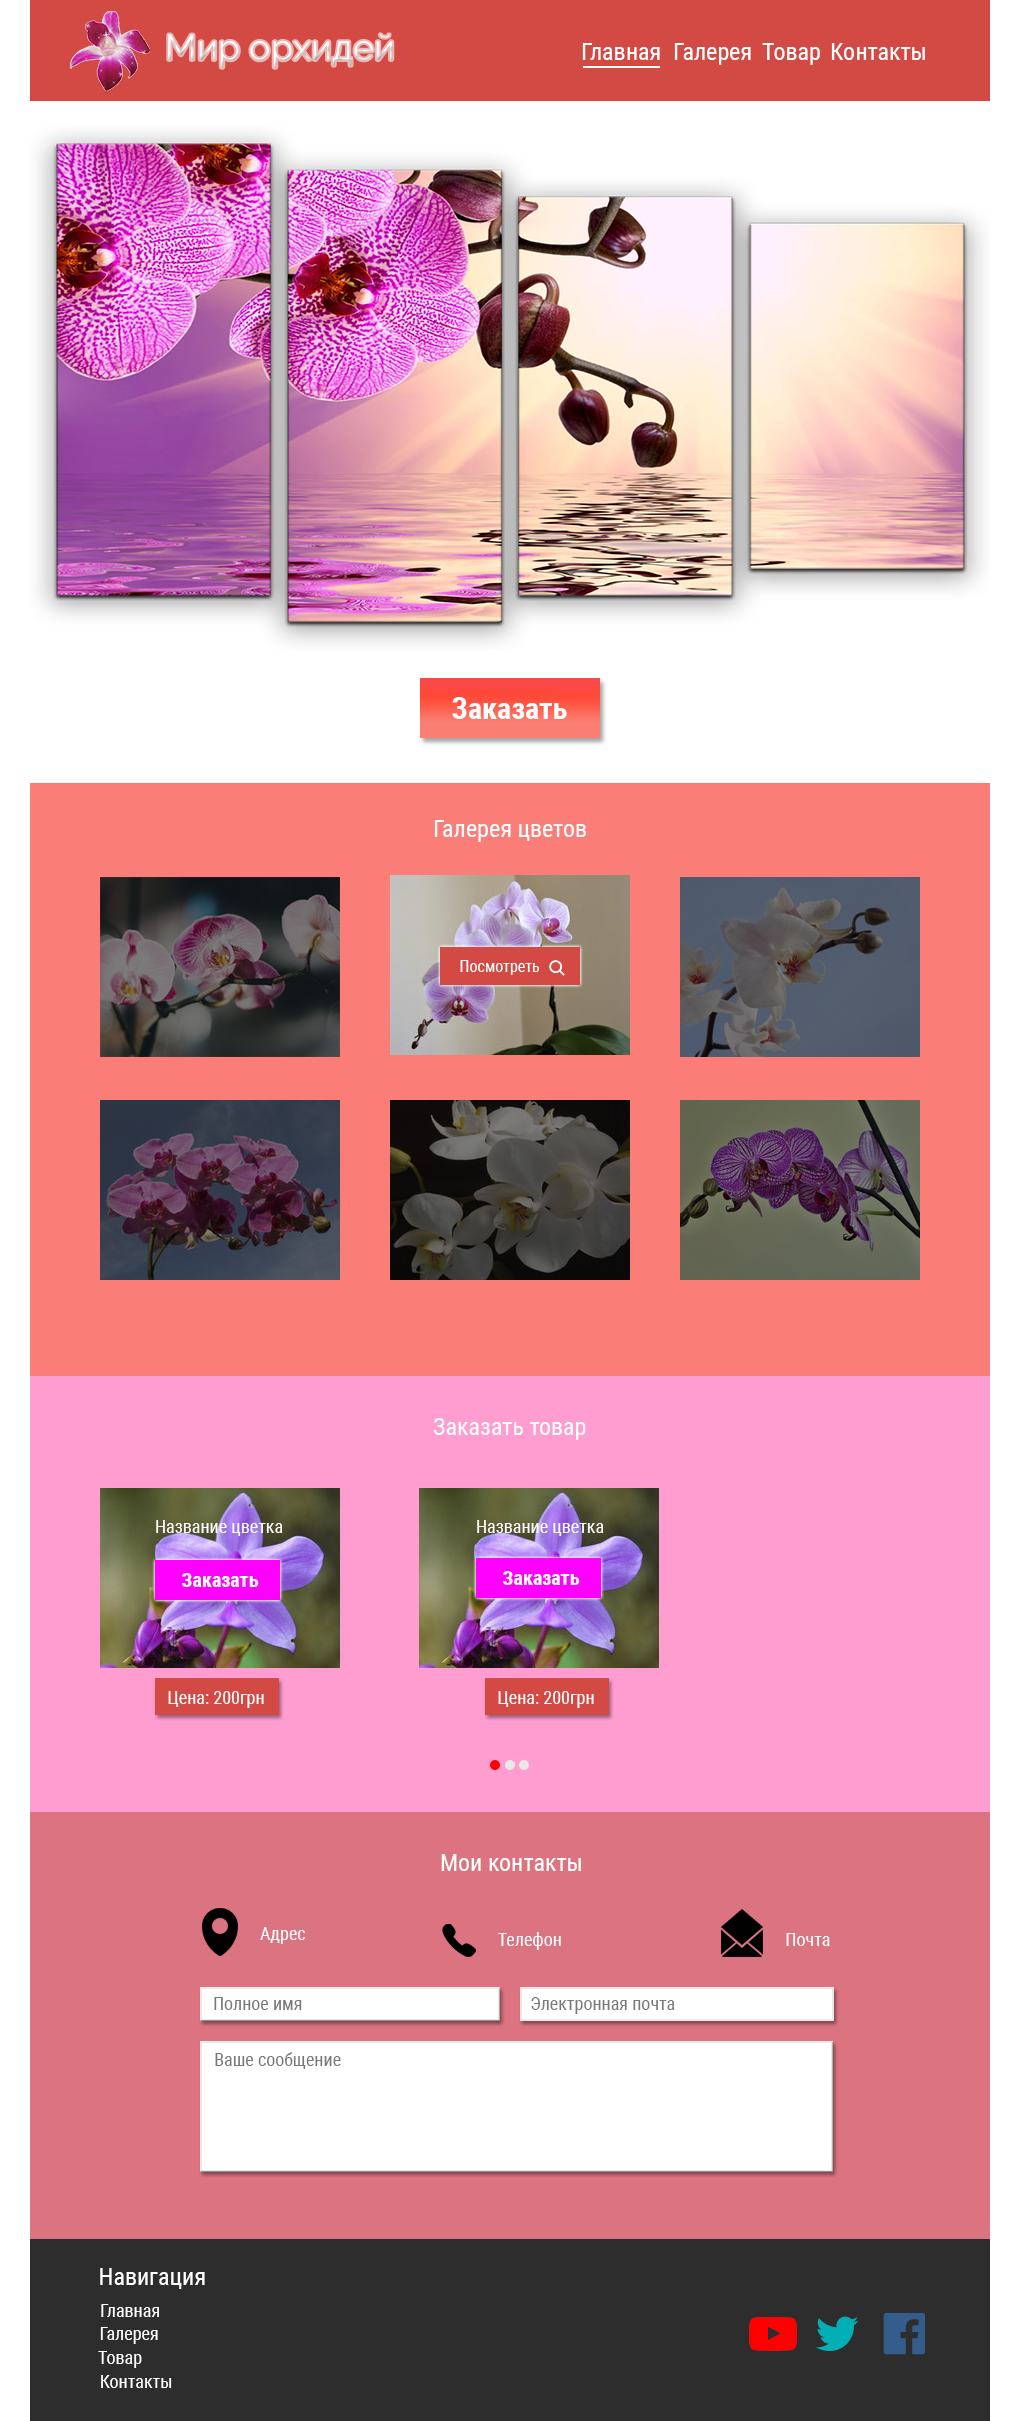 Мир орхидей
Главная Галерея Товар Контакты
Заказать
Галерея цветов
Посмотреть
Заказать товар
Название цветка
Заказать
Цена: 200грн
Название цветка
Заказать
Цена: 200грн
Мои контакты
Адрес
Телефон
Почта
Полное имя
Электронная почта
Ваше сообщение
Навигация
Главная
Галерея
Товар
Контакты